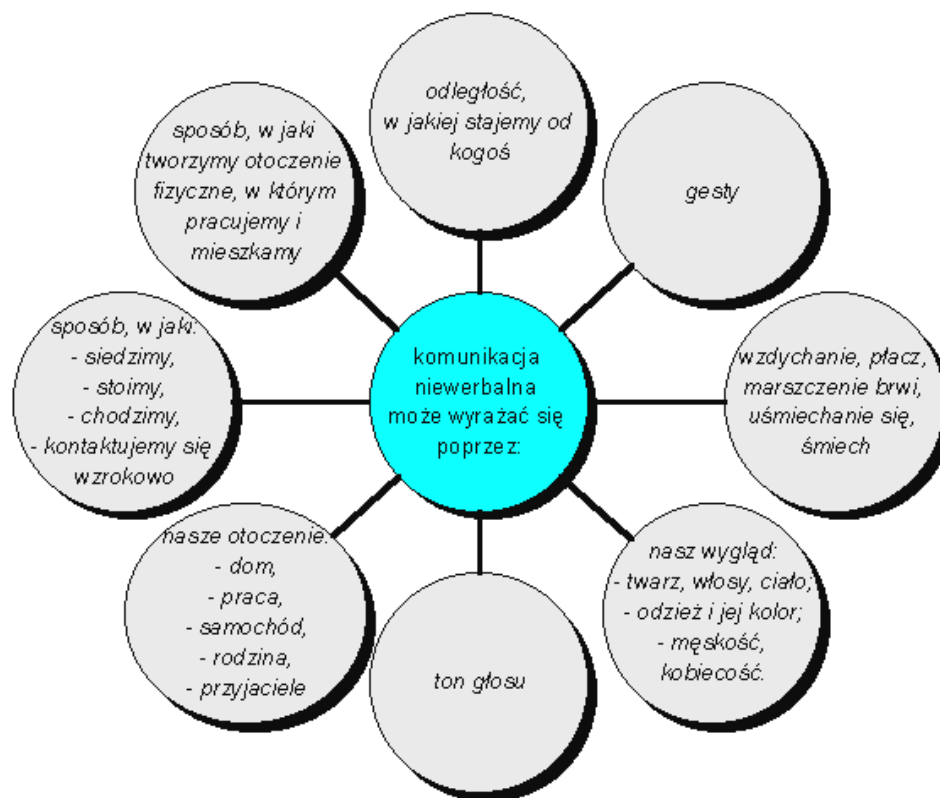 odległość,
w jakiej stajemy od
kogoś
gesty
wzdychanie, płacz,
marszczenie brwi,
uśmiechanie się,
śmiech
nasz wygląd:
- twarz, włosy, ciało;
- odzież i jej kolor;
- męskość,
kobiecość.
ton głosu
nasze otoczenie:
- dom,
- praca,
- samochód,
- rodzina,
- przyjaciele
sposób, w jaki:
- siedzimy,
- stoimy,
- chodzimy,
- kontaktujemy się
wzrokowo
sposób, w jaki
tworzymy otoczenie
fizyczne, w którym
pracujemy i
mieszkamy
komunikacja
niewerbalna
może wyrażać się
poprzez: